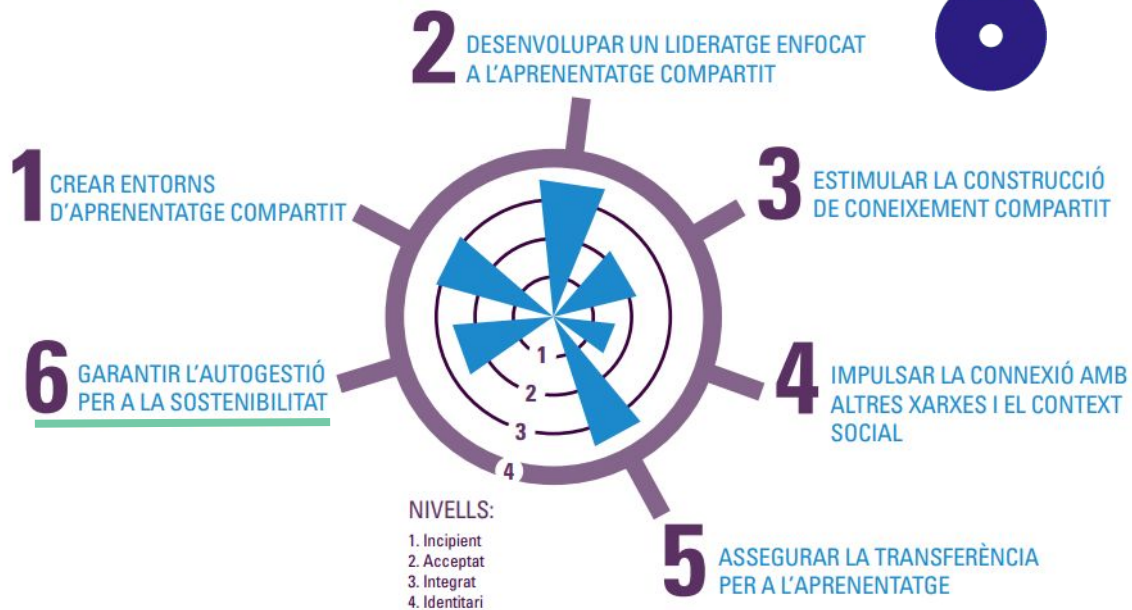 2 DESENVOLUPAR UN LIDERATGE ENFOCAT
A L'APRENENTATGE COMPARTIT
1 CREAR ENTORNS
D'APRENENTATGE COMPARTIT
3 ESTIMULAR LA CONSTRUCCIÓ
DE CONEIXEMENT COMPARTIT
6 GARANTIR L'AUTOGESTIÓ
PER A LA SOSTENIBILITAT
4 IMPULSAR LA CONNEXIÓ AMB
ALTRES XARXES I EL CONTEXT
SOCIAL
1
2
3
4
NIVELLS:
1. Incipient
2. Acceptat
3. Integrat
4. Identitari
5 ASSEGURAR LA TRANSFERÈNCIA
PER A L'APRENENTATGE